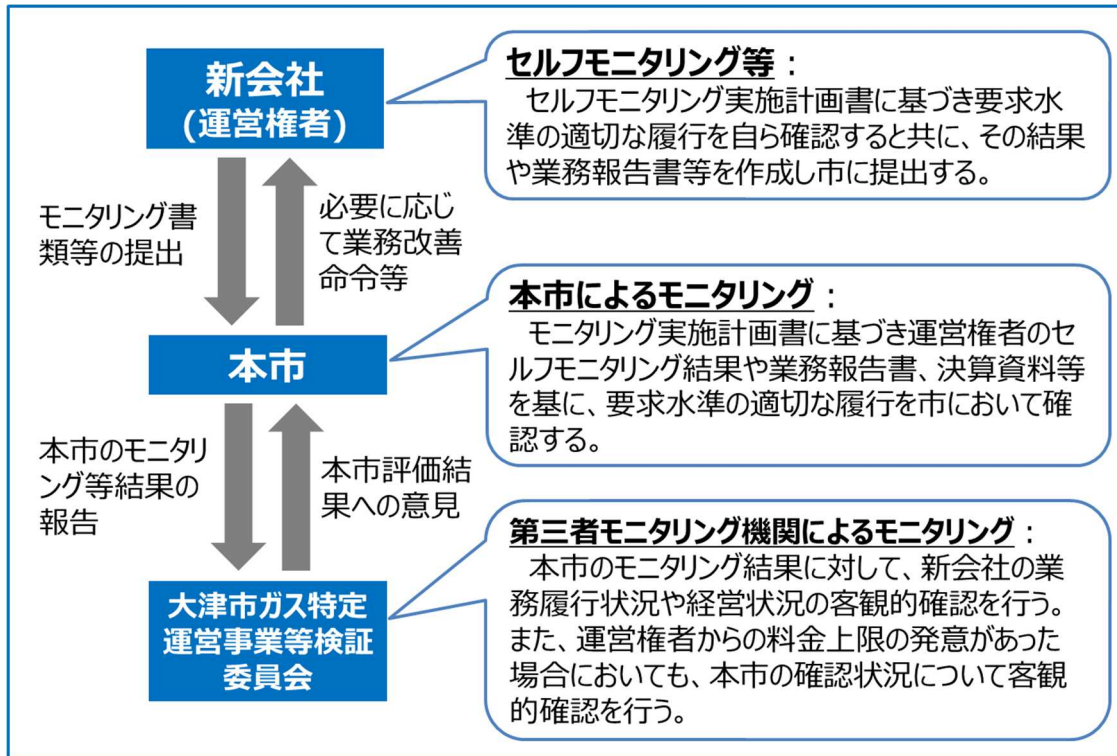 新会社
(運営権者)
セルフモニタリング等：
セルフモニタリング実施計画書に基づき要求水
準の適切な履行を自ら確認すると共に、その結果
や業務報告書等を作成し市に提出する。
モニタリング書
類等の提出
必要に応じ
て業務改善
命令等
本市
本市によるモニタリング：
モニタリング実施計画書に基づき運営権者のセ
ルフモニタリング結果や業務報告書、決算資料等
を基に、要求水準の適切な履行を市において確
認する。
本市のモニタリ
ング等結果の
報告
本市評価結
果への意見
大津市ガス特定
運営事業等検証
委員会
第三者モニタリング機関によるモニタリング：
本市のモニタリング結果に対して、新会社の業
務履行状況や経営状況の客観的確認を行う。
また、運営権者からの料金上限の発意があった
場合においても、本市の確認状況について客観
的確認を行う。